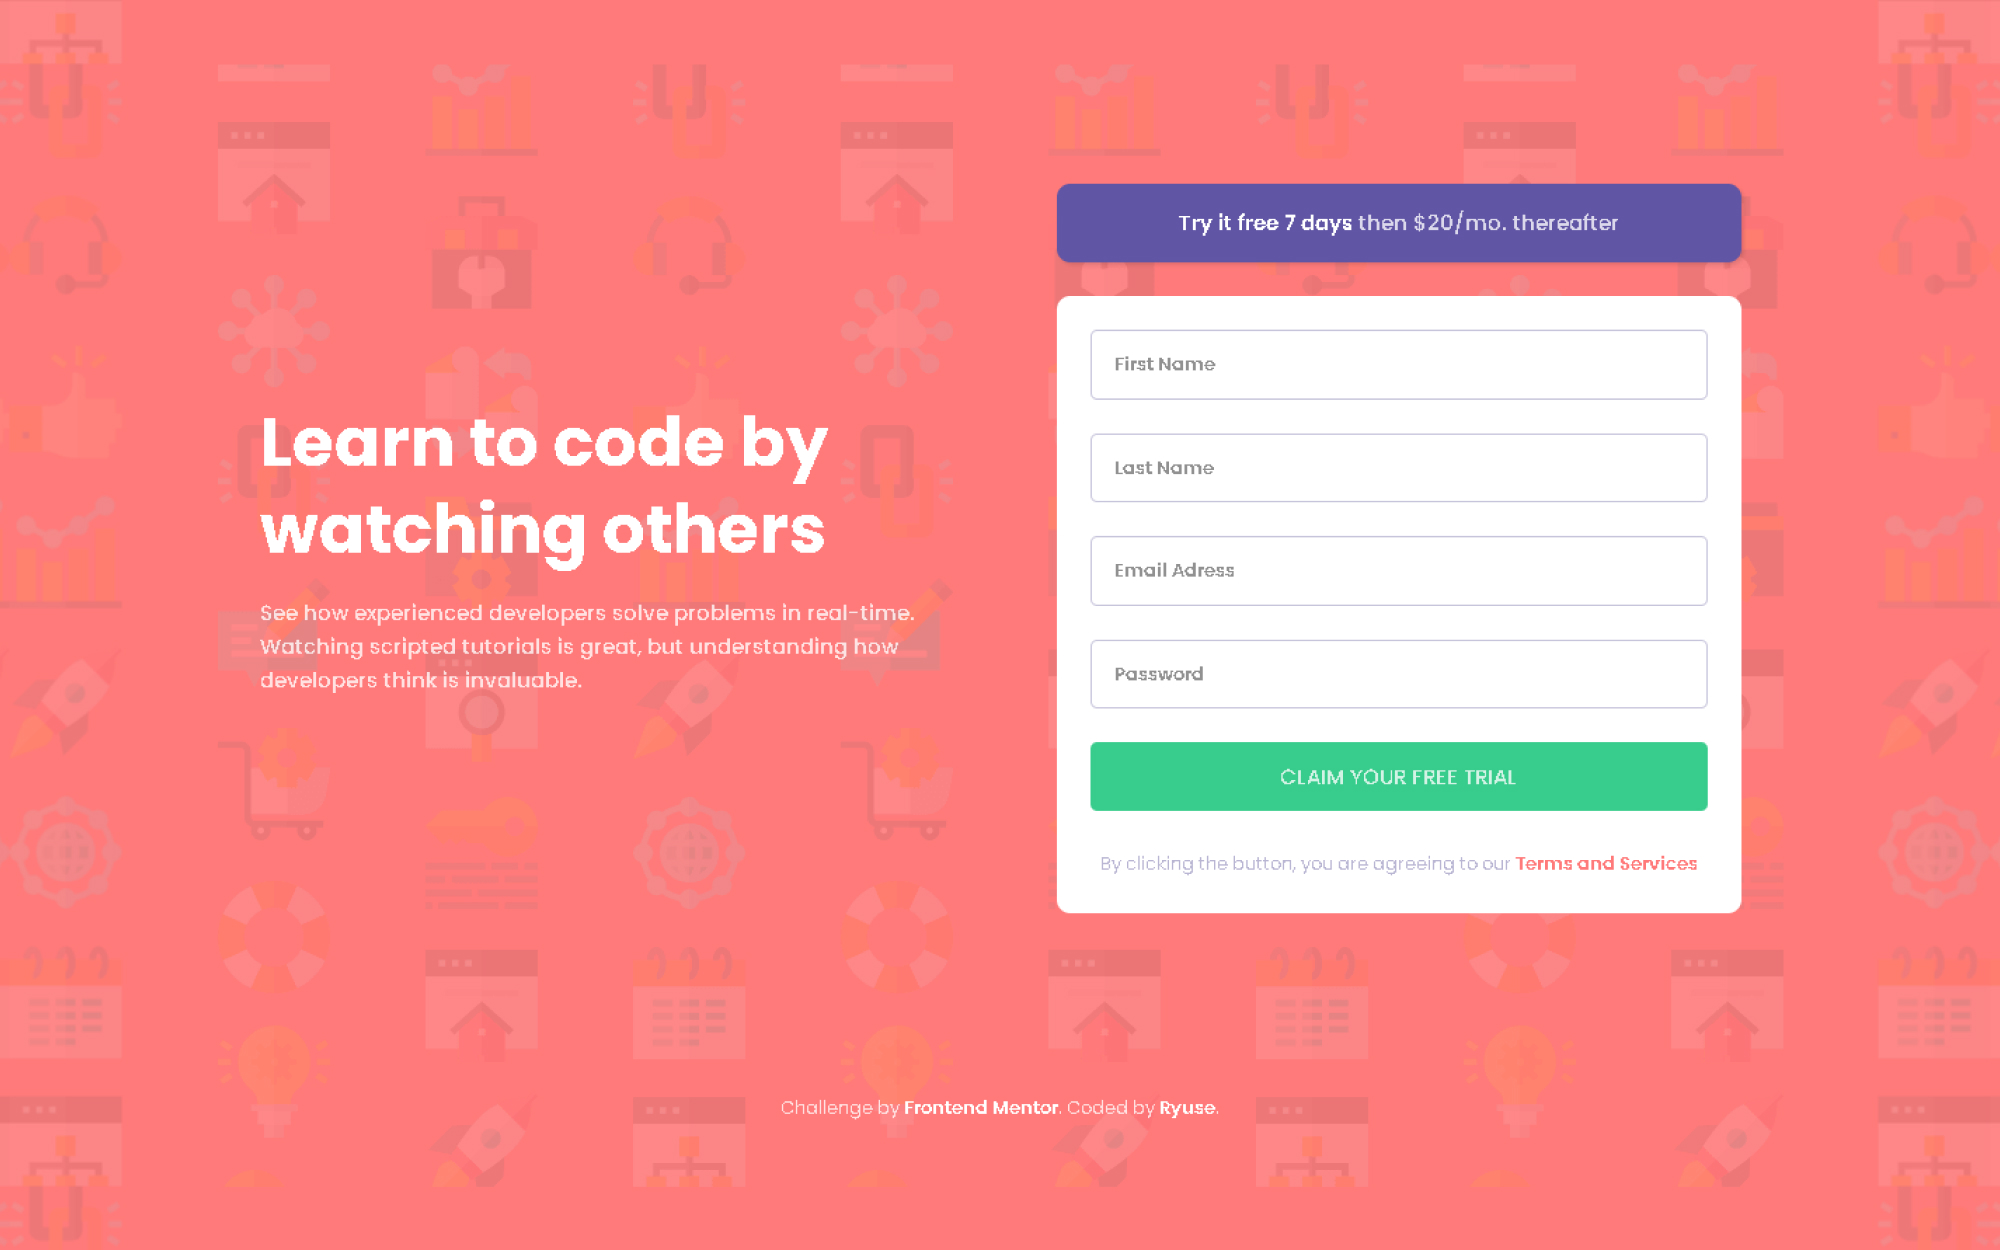 Learn to code by
watching others
See how experienced developers solve problems in real-time.
Watching scripted tutorials is great, but understanding how
developers think is invaluable.
Try it free 7 days then $20/mo. thereafter
First Name
Last Name
Email Adress
Password
CLAIM YOUR FREE TRIAL
By clicking the button, you are agreeing to our Terms and Services
Challenge by Frontend Mentor. Coded by Ryuse.